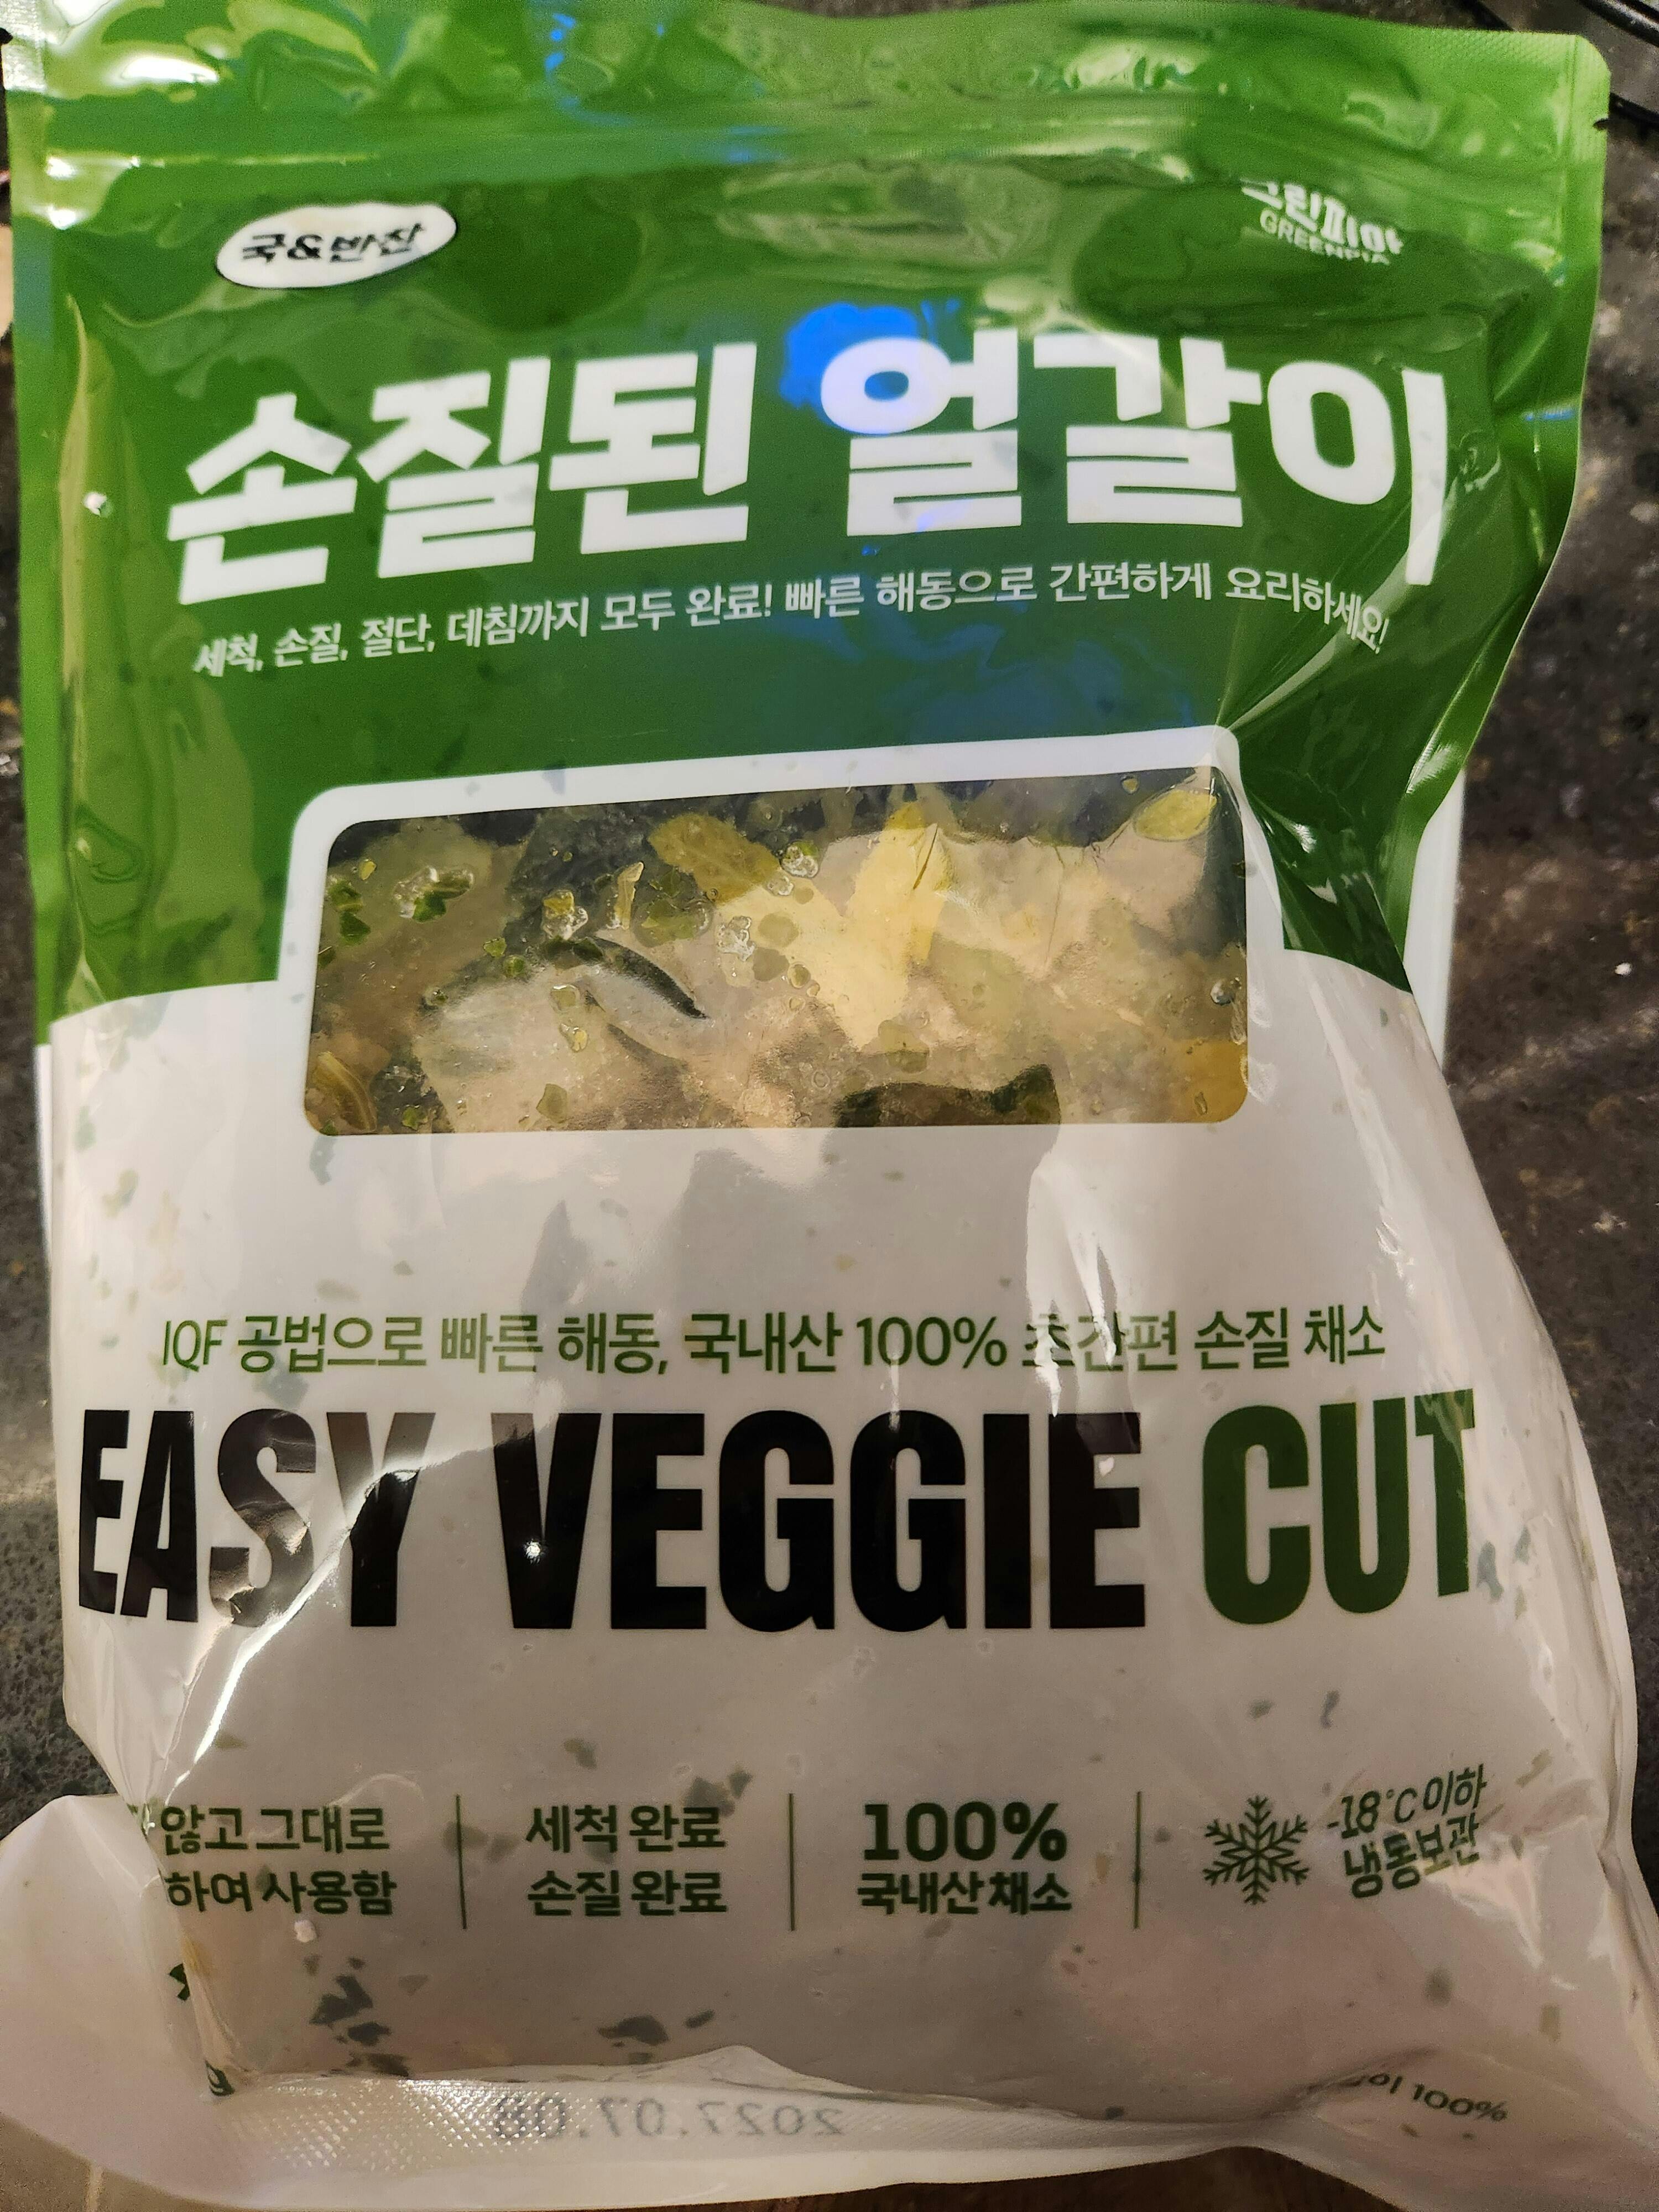 국&반찬
그린피아
GREENPIA
손질된 얼갈이
세척, 손질, 절단, 데침까지 모두 완료! 빠른 해동으로 간편하게 요리하세요!
IQF 공법으로 빠른 해동, 국내산 100% 초간편 손질 채소
EASY VEGGIE CUT
않고 그대로
하여 사용함
세척 완료
손질 완료
100%
국내산 채소
-18°C 이하
냉동보관
이 100%
2027.07.08